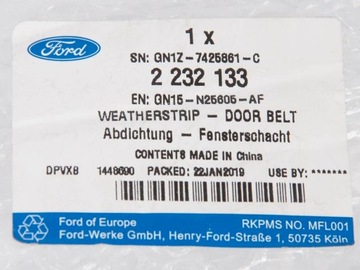 1 x
Ford
SN: GN1Z-7425861-C
2 232 133
EN: GN15-N25605-AF
WEATHERSTRIP - DOOR BELT
Abdichtung - Fensterschacht
CONTENTS MADE IN China
DPVXB 1448690 PACKED: 22JAN2019 USE BY: *******
Ford of Europe RKPMS NO. MFL001
Ford-Werke GmbH, Henry-Ford-Straße 1, 50735 Köln